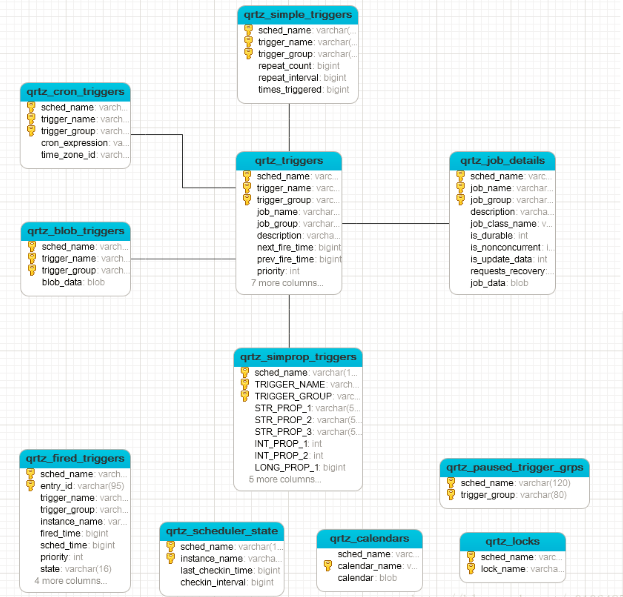 qrtz_simple_triggers
sched_name: varchar(...
trigger_name: varchar(...
trigger_group: varchar(...
repeat_count: bigint
repeat_interval: bigint
times_triggered: bigint
qrtz_cron_triggers
sched_name: varch...
trigger_name: varch...
trigger_group: varch...
cron_expression: va...
time_zone_id: varch...
qrtz_triggers
sched_name: varc...
trigger_name: varc...
trigger_group: varc...
job_name: varchar...
job_group: varchar...
description: varcha...
next_fire_time: bigint
prev_fire_time: bigint
priority: int
7 more columns...
qrtz_job_details
sched_name: varc...
job_name: varchar...
job_group: varchar...
description: varcha...
job_class_name: v...
is_durable: int
is_nonconcurrent: i...
is_update_data: int
requests_recovery:...
job_data: blob
qrtz_blob_triggers
sched_name: varch...
trigger_name: varch...
trigger_group: varch...
blob_data: blob
qrtz_simprop_triggers
sched_name: varchar(1...
TRIGGER_NAME: varch...
TRIGGER_GROUP: varc...
STR_PROP_1: varchar(5...
STR_PROP_2: varchar(5...
STR_PROP_3: varchar(5...
INT_PROP_1: int
INT_PROP_2: int
LONG_PROP_1: bigint
5 more columns...
qrtz_fired_triggers
sched_name: varch...
entry_id: varchar(95)
trigger_name: varch...
trigger_group: varch...
instance_name: var...
fired_time: bigint
sched_time: bigint
priority: int
state: varchar(16)
4 more columns...
qrtz_paused_trigger_grps
sched_name: varchar(120)
trigger_group: varchar(80)
qrtz_scheduler_state
sched_name: varchar(1...
instance_name: varcha...
last_checkin_time: bigint
checkin_interval: bigint
qrtz_calendars
sched_name: varc...
calendar_name: v...
calendar: blob
qrtz_locks
sched_name: varc...
lock_name: varcha...